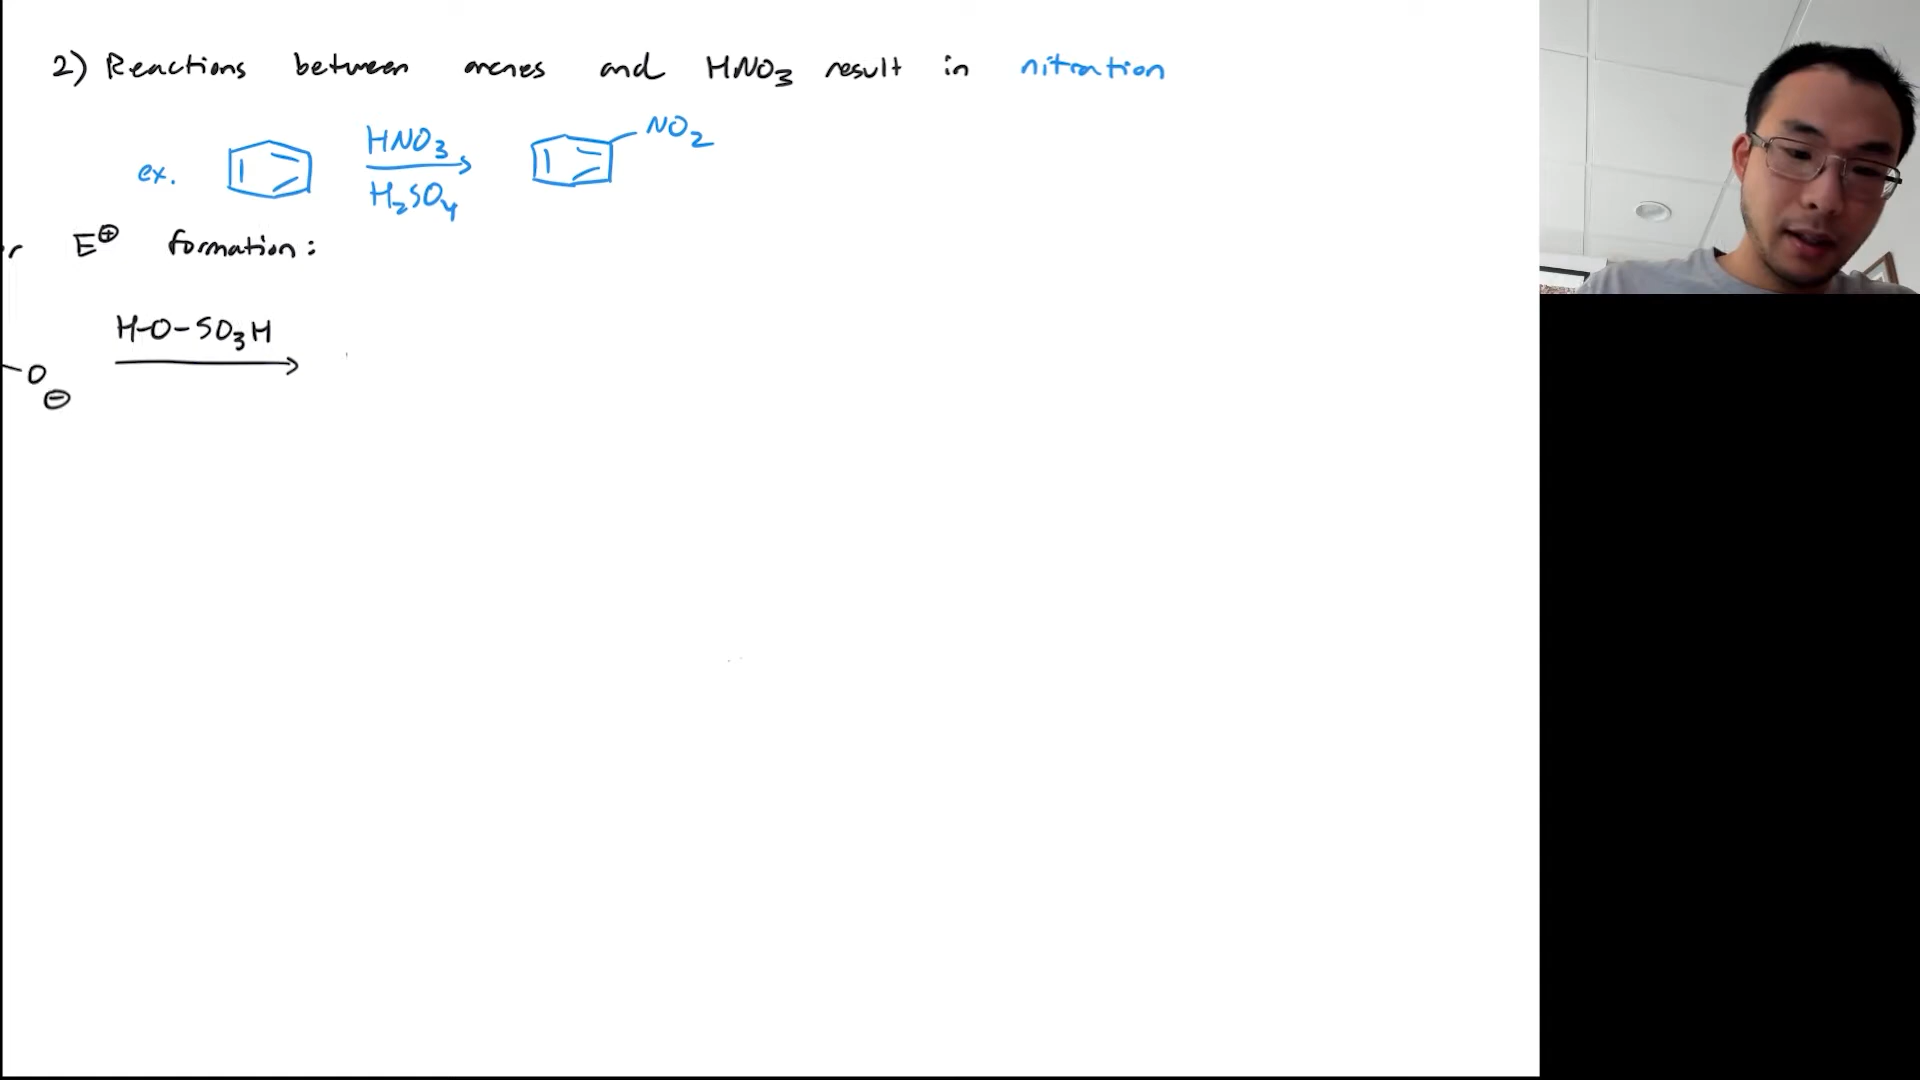 2) Reactions between arenes and HNO3 result in nitration
ex. HNO3 NO2
H2SO4
r E⊕ formation:
H-O-SO3H
-O
⊖